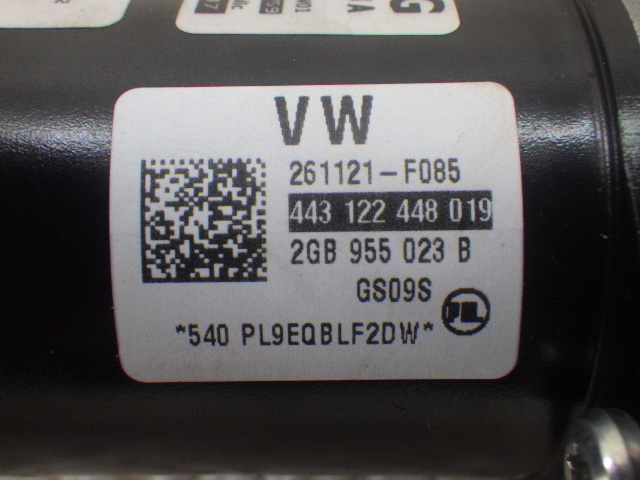 VW
261121-F085
443 122 448 019
2GB 955 023 B
GS09S
*540 PL9EQBLF2DW*